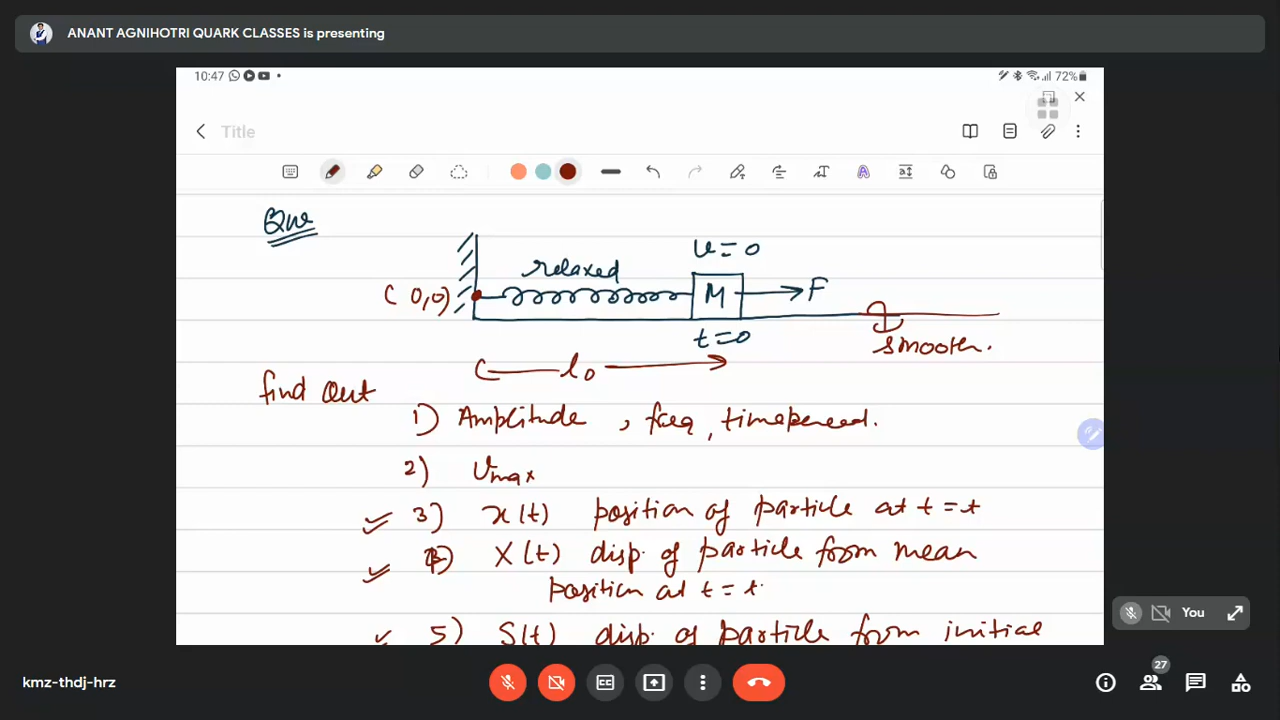 ANANT AGNIHOTRI QUARK CLASSES is presenting
10:47
72%
Title
Que
u = 0
relaxed
(0,0)
M
F
t = 0
smooth.
l₀
find Out
1) Amplitude, freq, timepereod.
2) Vmax
3) x(t) position of particle at t = t
4) X(t) disp. of particle from mean
position at t = t.
5) S(t) disp. of particle from initial
You
kmz-thdj-hrz
27